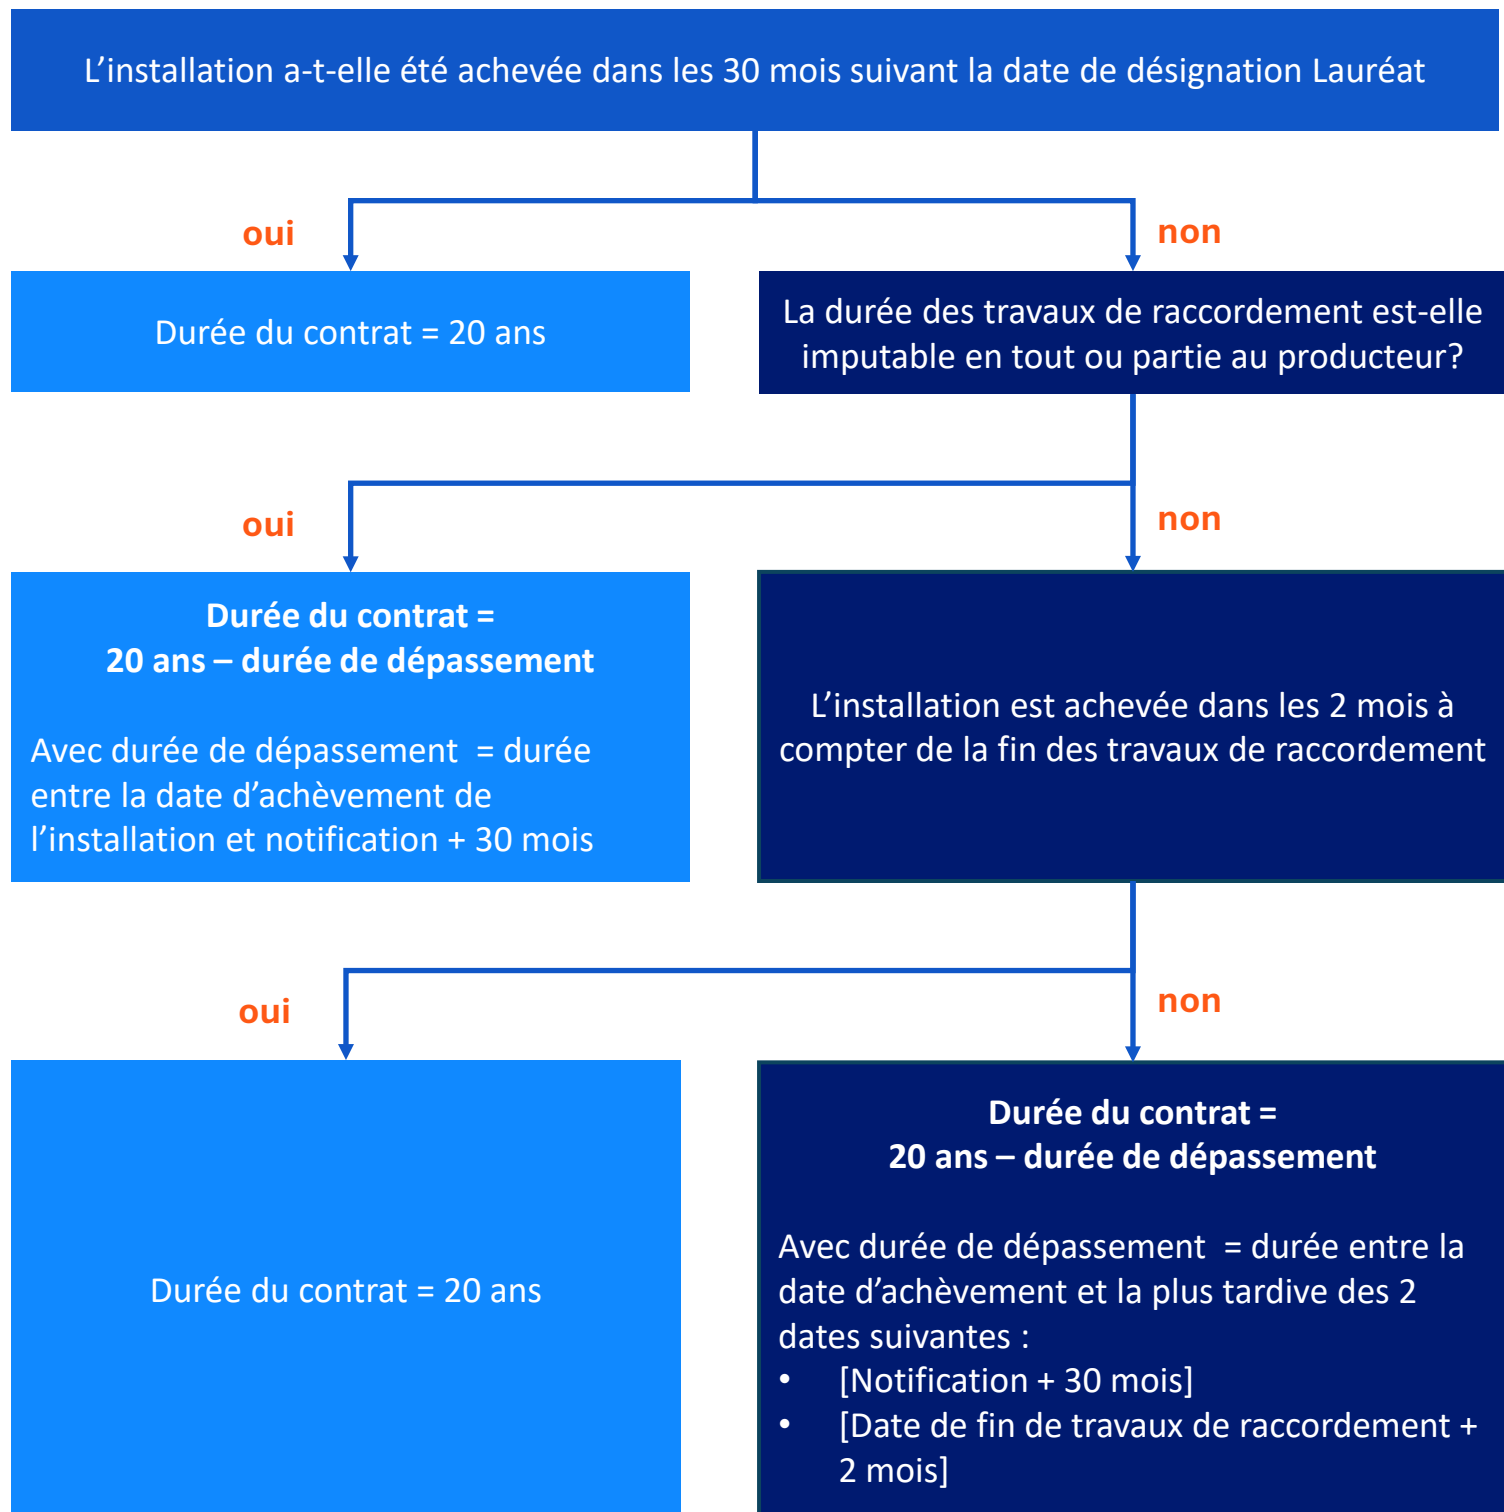 L’installation a-t-elle été achevée dans les 30 mois suivant la date de désignation Lauréat
oui
non
Durée du contrat = 20 ans
La durée des travaux de raccordement est-elle
imputable en tout ou partie au producteur?
oui
non
Durée du contrat =
20 ans – durée de dépassement
Avec durée de dépassement  = durée
entre la date d’achèvement de
l’installation et notification + 30 mois
L’installation est achevée dans les 2 mois à
compter de la fin des travaux de raccordement
oui
non
Durée du contrat = 20 ans
Durée du contrat =
20 ans – durée de dépassement
Avec durée de dépassement  = durée entre la
date d’achèvement et la plus tardive des 2
dates suivantes :
• [Notification + 30 mois]
• [Date de fin de travaux de raccordement +
2 mois]